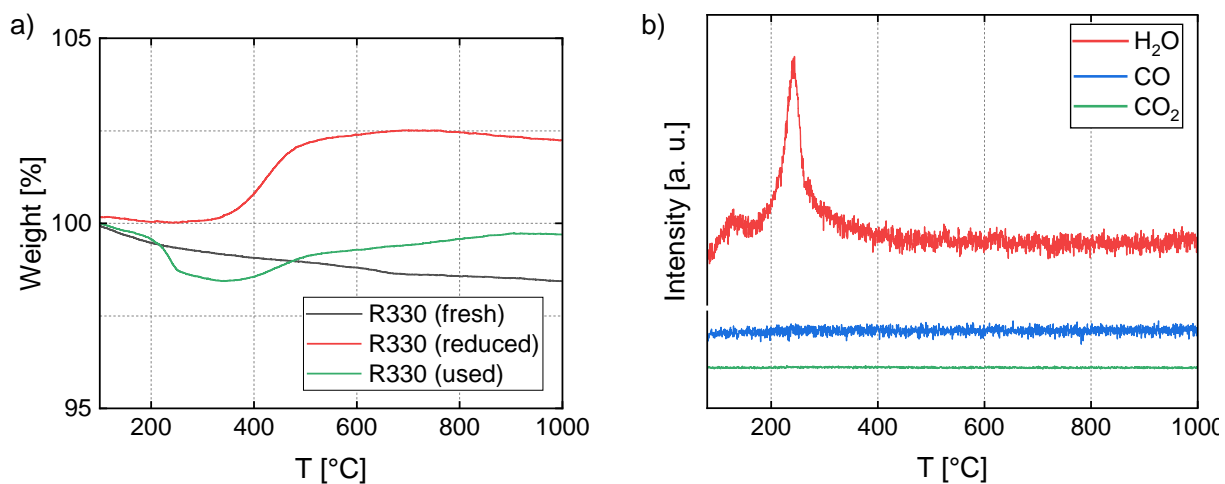 a)
105
100
95
Weight [%]
R330 (fresh)
R330 (reduced)
R330 (used)
200 400 600 800 1000
T [°C]
b)
H₂O
CO
CO₂
Intensity [a. u.]
200 400 600 800 1000
T [°C]